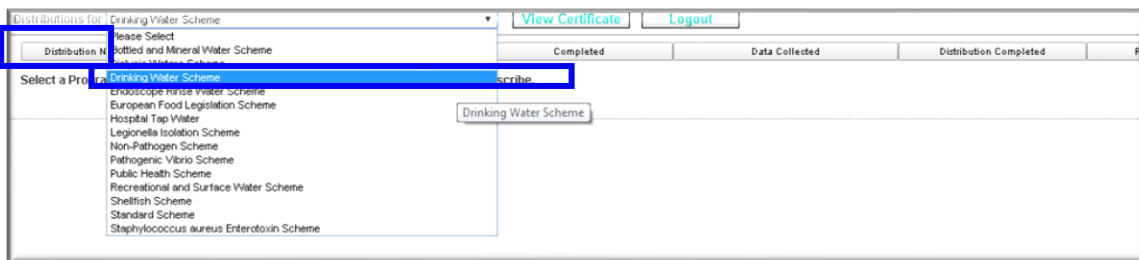 Distributions for Drinking Water Scheme View Certificate Logout
Please Select
Distribution N Bottled and Mineral Water Scheme Completed Data Collected Distribution Completed
Drinking Water Scheme
Select a Progra scribe.
Endoscope Rinse Water Scheme
European Food Legislation Scheme
Drinking Water Scheme
Hospital Tap Water
Legionella Isolation Scheme
Non-Pathogen Scheme
Pathogenic Vibrio Scheme
Public Health Scheme
Recreational and Surface Water Scheme
Shellfish Scheme
Standard Scheme
Staphylococcus aureus Enterotoxin Scheme